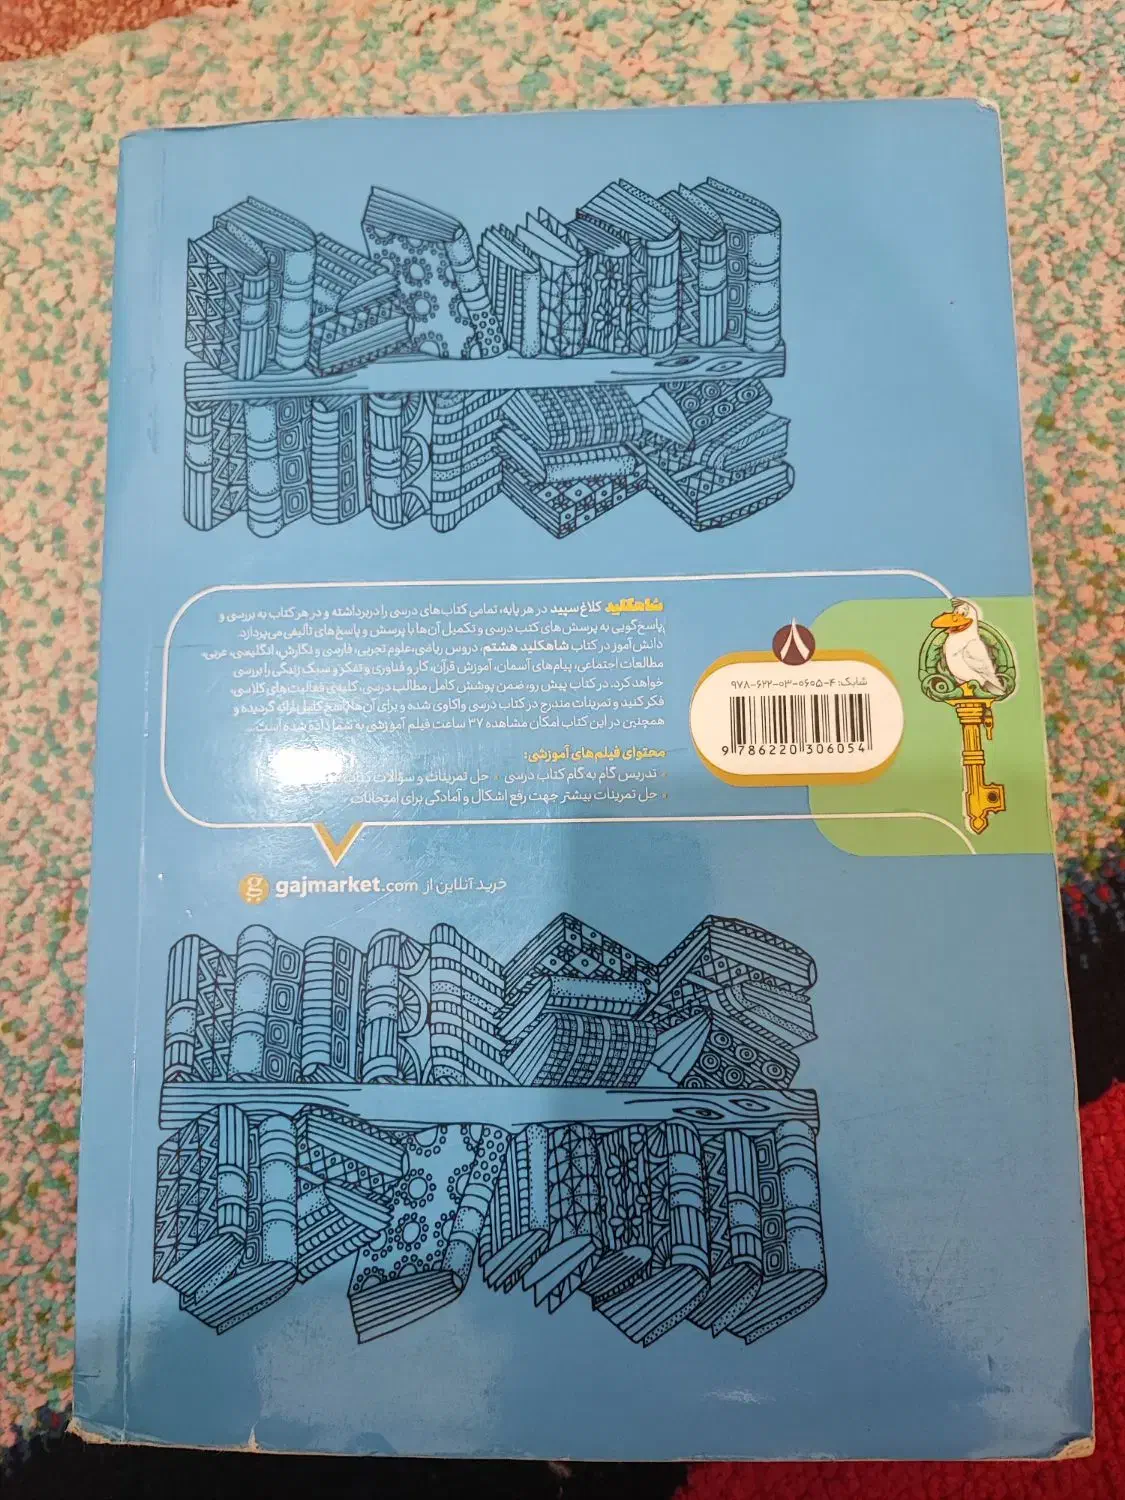 شاهکلید کلاغ سپید در هر پایه، تمامی کتاب‌های درسی را دربرداشته و در هر کتاب به بررسی و
پاسخ‌گویی به پرسش های کتب درسی و تکمیل آن‌ها با پرسش و پاسخ های تألیفی می‌پردازد.
دانش آموز در کتاب شاهکلید هشتم، دروس ریاضی، علوم تجربی، فارسی و نگارش، انگلیسی، عربی،
مطالعات اجتماعی، پیام‌های آسمان، آموزش قرآن، کار و فناوری و تفکر و سبک زندگی را بررسی
خواهد کرد. در کتاب پیش رو، ضمن پوشش کامل مطالب درسی، کلیه‌ی فعالیت‌های کلاسی،
فکر کنید و تمرینات مندرج در کتاب درسی واکاوی شده و برای آن‌ها پاسخ کامل ارائه گردیده و
همچنین در این کتاب امکان مشاهده ۳۷ ساعت فیلم آموزشی به شما داده شده است.
محتوای فیلم‌های آموزشی:
• تدریس گام به گام کتاب درسی • حل تمرینات و سؤالات کتاب
• حل تمرینات بیشتر جهت رفع اشکال و آمادگی برای امتحانات
۸
شابک: ۴-۰۶۰۵-۰۳-۶۲۲-۹۷۸
9 786220 306054
خرید آنلاین از gajmarket.com